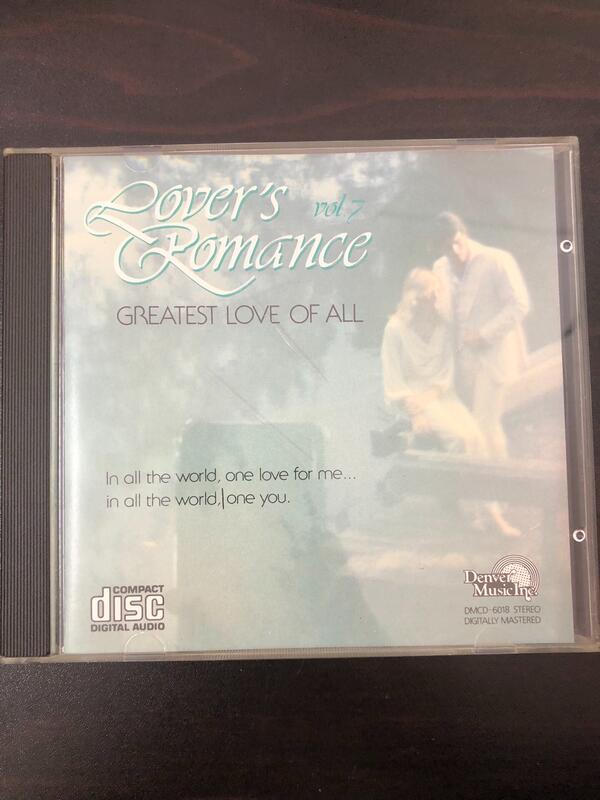 Lover's vol 7
Romance
GREATEST LOVE OF ALL
In all the world, one love for me...
in all the world, one you.
COMPACT
disc
DIGITAL AUDIO
Denver
Music Inc.
DMCD-6018 STEREO
DIGITALLY MASTERED